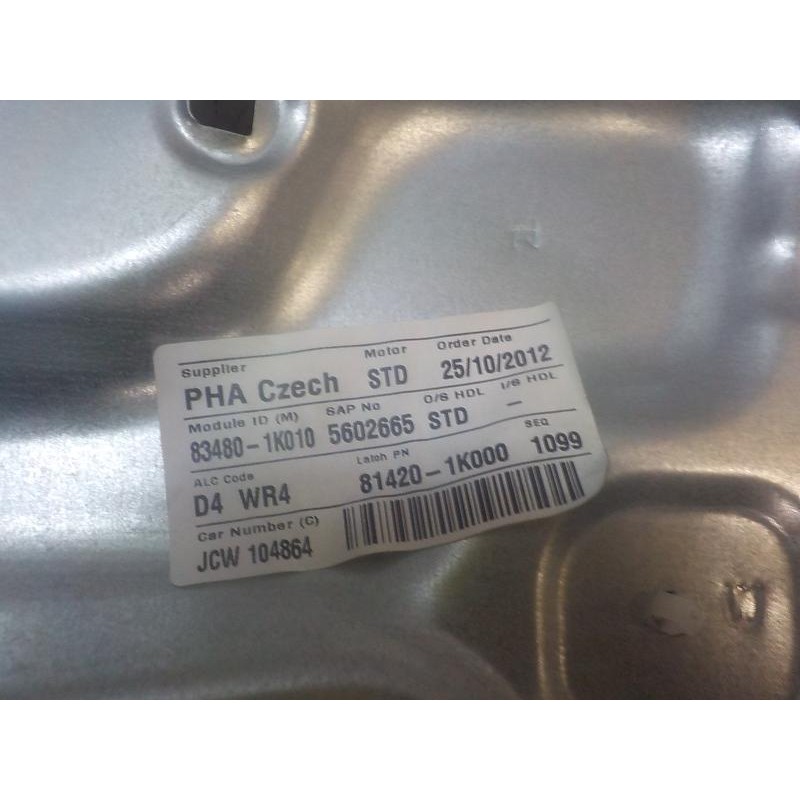 Supplier Motor Order Date
PHA Czech STD 25/10/2012
Module ID (M) SAP No O/S HDL I/S HDL
83480-1K010 5602665 STD –
ALC Code Latch PN SEQ
D4 WR4 81420-1K000 1099
Car Number (C)
JCW 104864